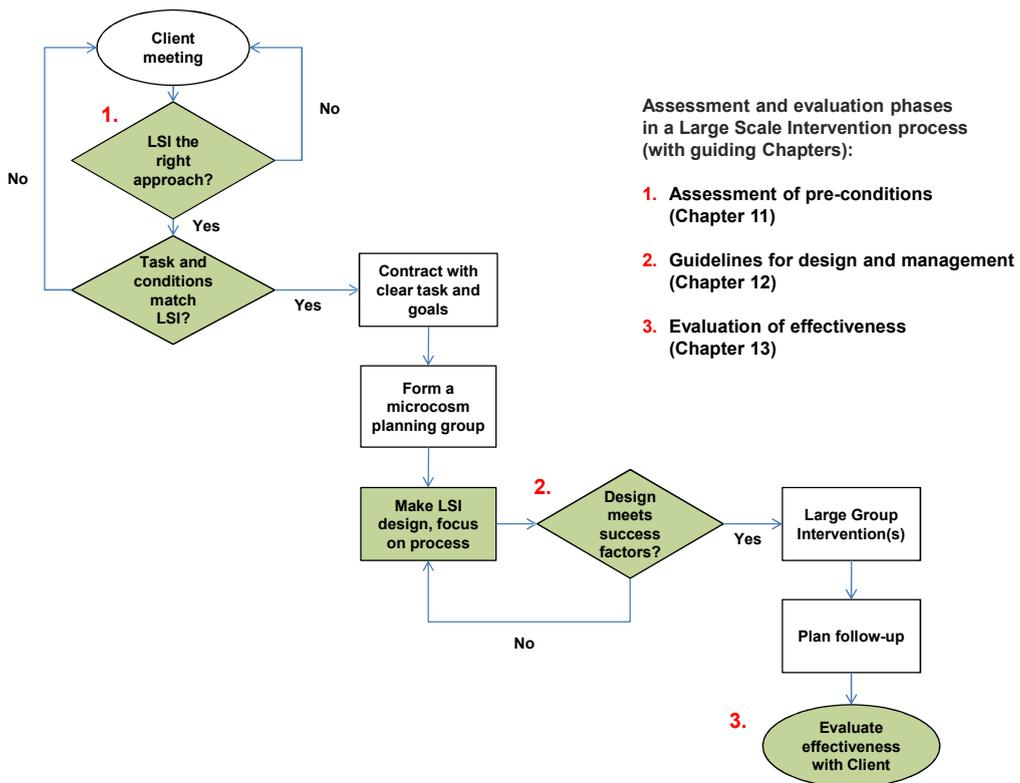 Client
meeting
No
1.
LSI the
right
approach?
No
Yes
Task and
conditions
match
LSI?
Yes
Contract with
clear task and
goals
Form a
microcosm
planning group
Make LSI
design, focus
on process
2.
Design
meets
success
factors?
Yes
No
Large Group
Intervention(s)
Plan follow-up
3.
Evaluate
effectiveness
with Client
Assessment and evaluation phases
in a Large Scale Intervention process
(with guiding Chapters):
1. Assessment of pre-conditions
(Chapter 11)
2. Guidelines for design and management
(Chapter 12)
3. Evaluation of effectiveness
(Chapter 13)